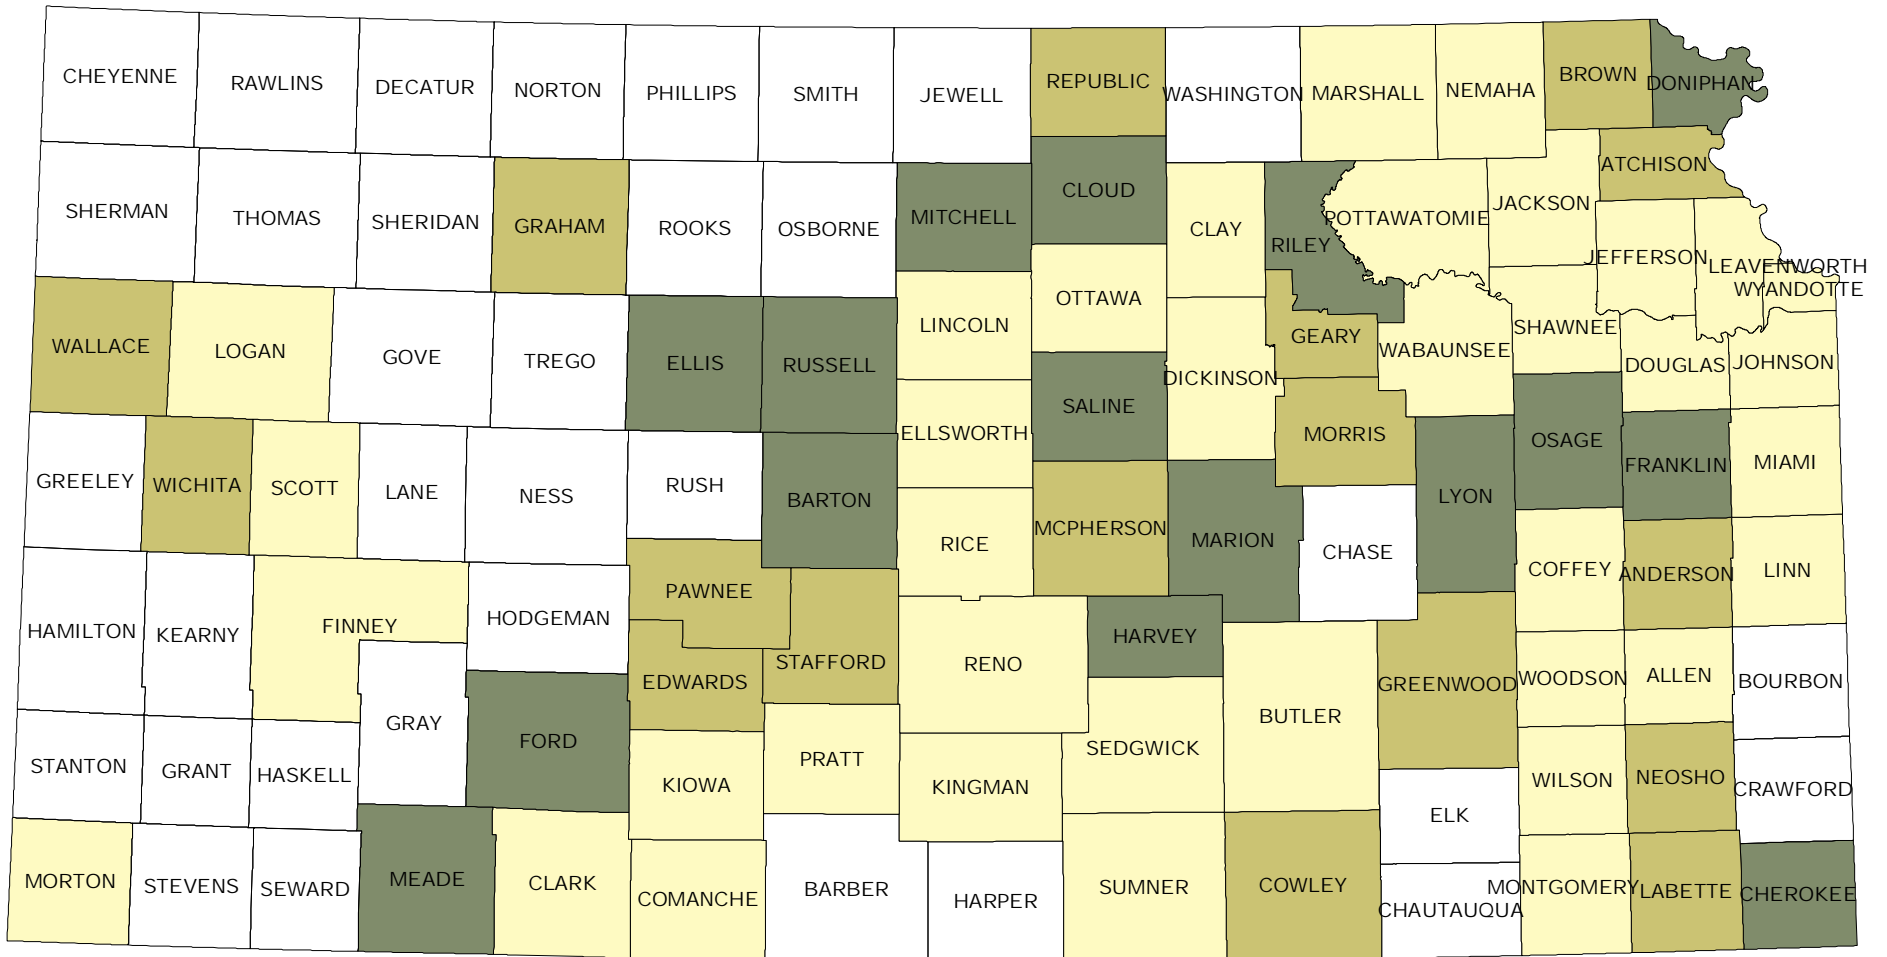 CHEYENNE
RAWLINS
DECATUR
NORTON
PHILLIPS
SMITH
JEWELL
REPUBLIC
WASHINGTON
MARSHALL
NEMAHA
BROWN
DONIPHAN
SHERMAN
THOMAS
SHERIDAN
GRAHAM
ROOKS
OSBORNE
MITCHELL
CLOUD
CLAY
RILEY
POTTAWATOMIE
JACKSON
ATCHISON
JEFFERSON
LEAVENWORTH
WYANDOTTE
WALLACE
LOGAN
GOVE
TREGO
ELLIS
RUSSELL
LINCOLN
OTTAWA
DICKINSON
GEARY
WABAUNSEE
SHAWNEE
DOUGLAS
JOHNSON
GREELEY
WICHITA
SCOTT
LANE
NESS
RUSH
BARTON
ELLSWORTH
SALINE
MORRIS
LYON
OSAGE
FRANKLIN
MIAMI
RICE
MCPHERSON
MARION
CHASE
COFFEY
ANDERSON
LINN
HAMILTON
KEARNY
FINNEY
HODGEMAN
PAWNEE
STAFFORD
EDWARDS
RENO
HARVEY
BUTLER
GREENWOOD
WOODSON
ALLEN
BOURBON
STANTON
GRANT
HASKELL
GRAY
FORD
KIOWA
PRATT
KINGMAN
SEDGWICK
ELK
WILSON
NEOSHO
CRAWFORD
MORTON
STEVENS
SEWARD
MEADE
CLARK
COMANCHE
BARBER
HARPER
SUMNER
COWLEY
CHAUTAUQUA
MONTGOMERY
LABETTE
CHEROKEE